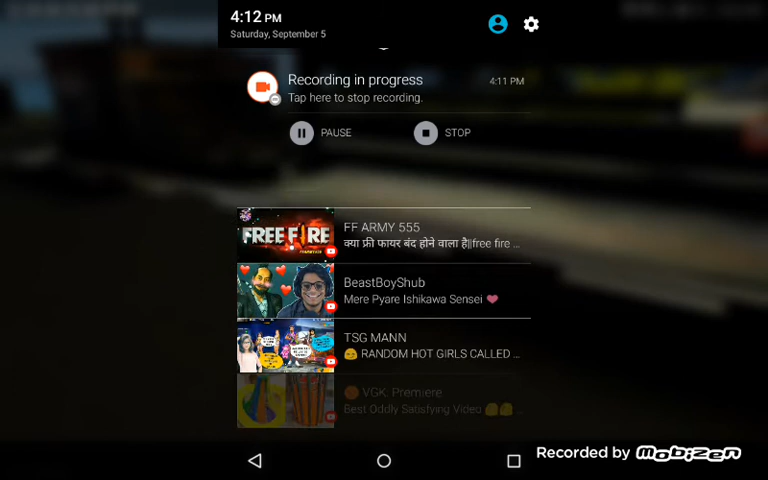 4:12 PM
Saturday, September 5
Recording in progress
4:11 PM
Tap here to stop recording.
PAUSE
STOP
FREE FIRE
FF ARMY 555
क्या फ्री फायर बंद होने वाला है||free fire ...
BeastBoyShub
Mere Pyare Ishikawa Sensei ❤
TSG MANN
😏 RANDOM HOT GIRLS CALLED ...
VGK. Premiere
Best Oddly Satisfying Video
Recorded by Mobizen